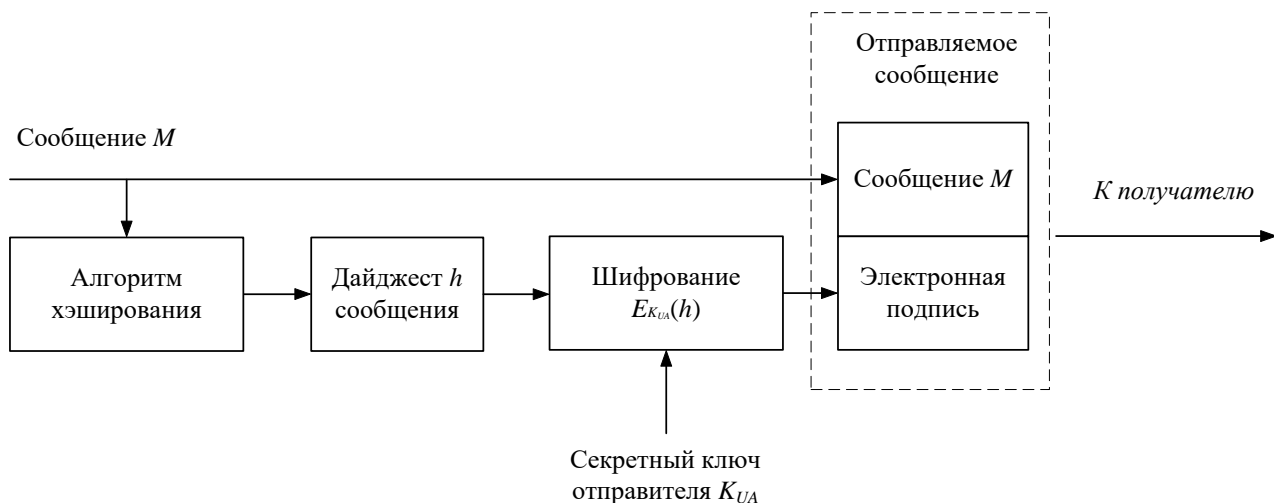 Отправляемое
сообщение
Сообщение M
Сообщение M
К получателю
Алгоритм
хэширования
Дайджест h
сообщения
Шифрование
E_{K_{UA}}(h)
Электронная
подпись
Секретный ключ
отправителя K_{UA}